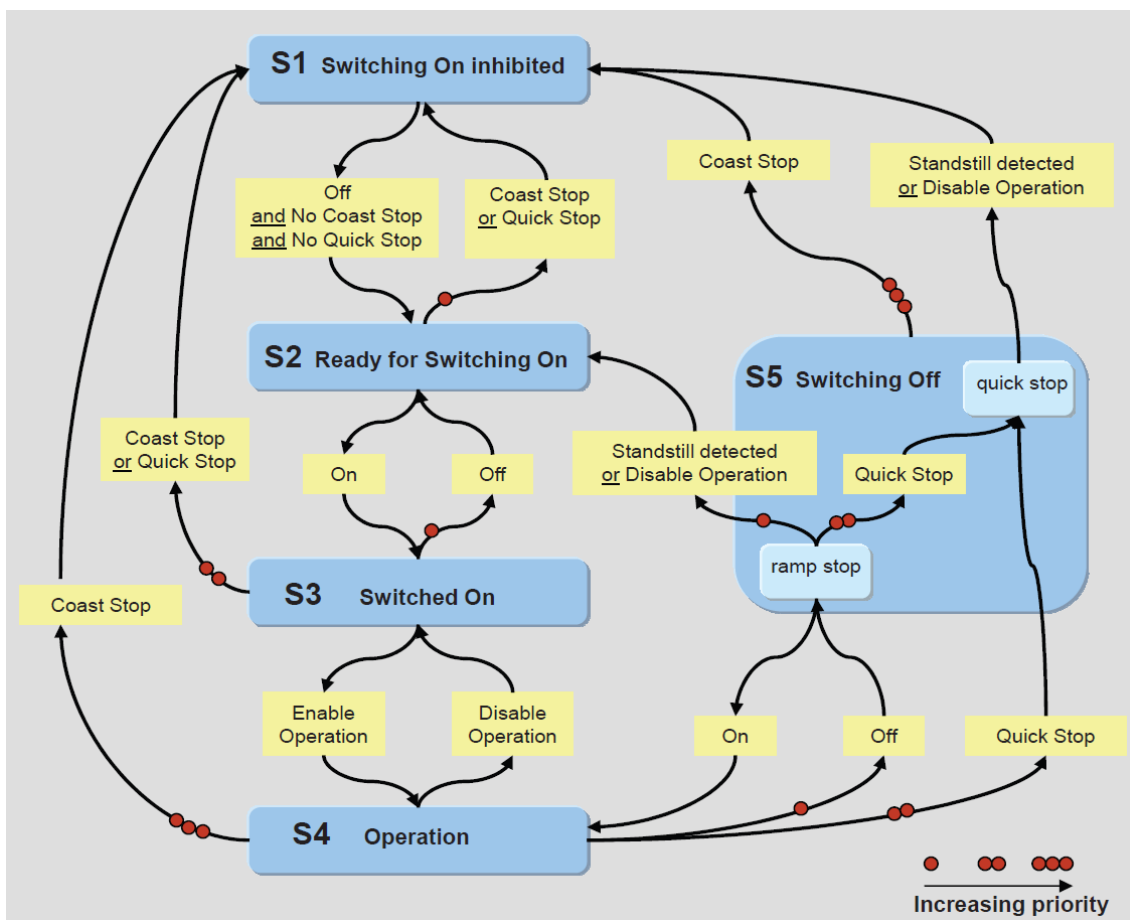 S1 Switching On inhibited
Off
and No Coast Stop
and No Quick Stop
Coast Stop
or Quick Stop
Coast Stop
Standstill detected
or Disable Operation
S2 Ready for Switching On
S5 Switching Off
quick stop
Coast Stop
or Quick Stop
On
Off
Standstill detected
or Disable Operation
Quick Stop
ramp stop
S3 Switched On
Coast Stop
Enable
Operation
Disable
Operation
On
Off
Quick Stop
S4 Operation
Increasing priority